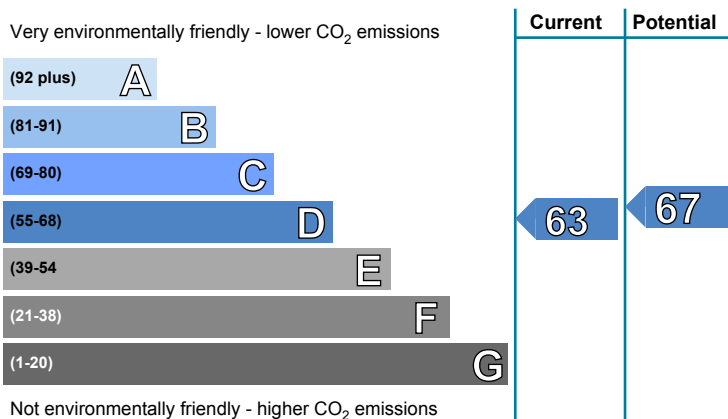 Current Potential
Very environmentally friendly - lower CO2 emissions
(92 plus) A
(81-91) B
(69-80) C
(55-68) D
63 67
(39-54 E
(21-38) F
(1-20) G
Not environmentally friendly - higher CO2 emissions